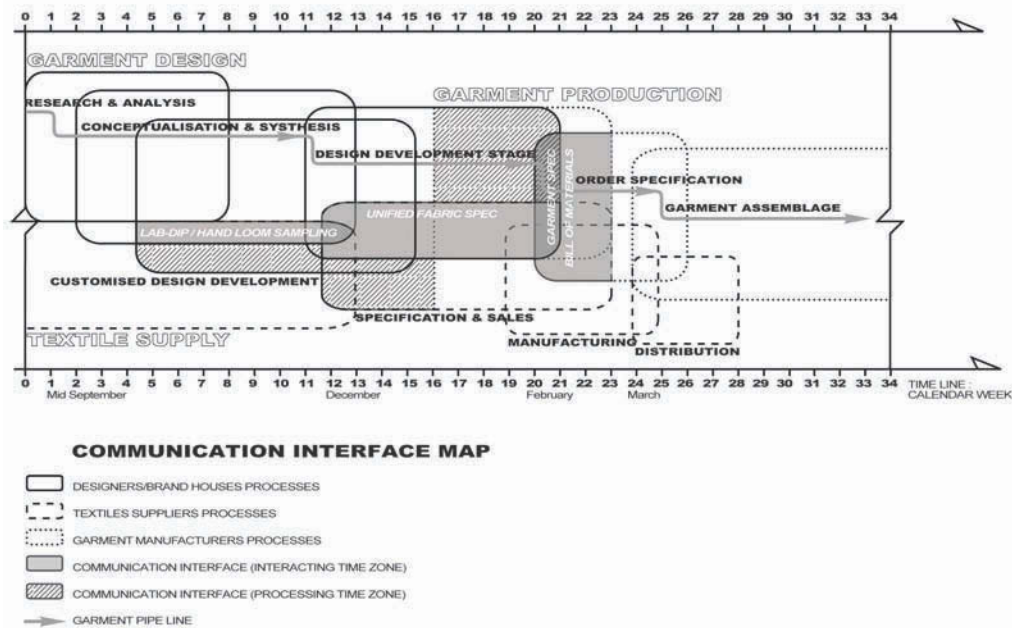 0 1 2 3 4 5 6 7 8 9 10 11 12 13 14 15 16 17 18 19 20 21 22 23 24 25 26 27 28 29 30 31 32 33 34
GARMENT DESIGN
GARMENT PRODUCTION
RESEARCH & ANALYSIS
CONCEPTUALISATION & SYSTHESIS
DESIGN DEVELOPMENT STAGE
GARMENT SPEC
BILL OF MATERIALS
ORDER SPECIFICATION
GARMENT ASSEMBLAGE
UNIFIED FABRIC SPEC
LAB-DIP / HAND LOOM SAMPLING
CUSTOMISED DESIGN DEVELOPMENT
SPECIFICATION & SALES
MANUFACTURING
DISTRIBUTION
TEXTILE SUPPLY
0 1 2 3 4 5 6 7 8 9 10 11 12 13 14 15 16 17 18 19 20 21 22 23 24 25 26 27 28 29 30 31 32 33 34
Mid September
December
February
March
TIME LINE :
CALENDAR WEEK
COMMUNICATION INTERFACE MAP
DESIGNERS/BRAND HOUSES PROCESSES
TEXTILES SUPPLIERS PROCESSES
GARMENT MANUFACTURERS PROCESSES
COMMUNICATION INTERFACE (INTERACTING TIME ZONE)
COMMUNICATION INTERFACE (PROCESSING TIME ZONE)
GARMENT PIPE LINE